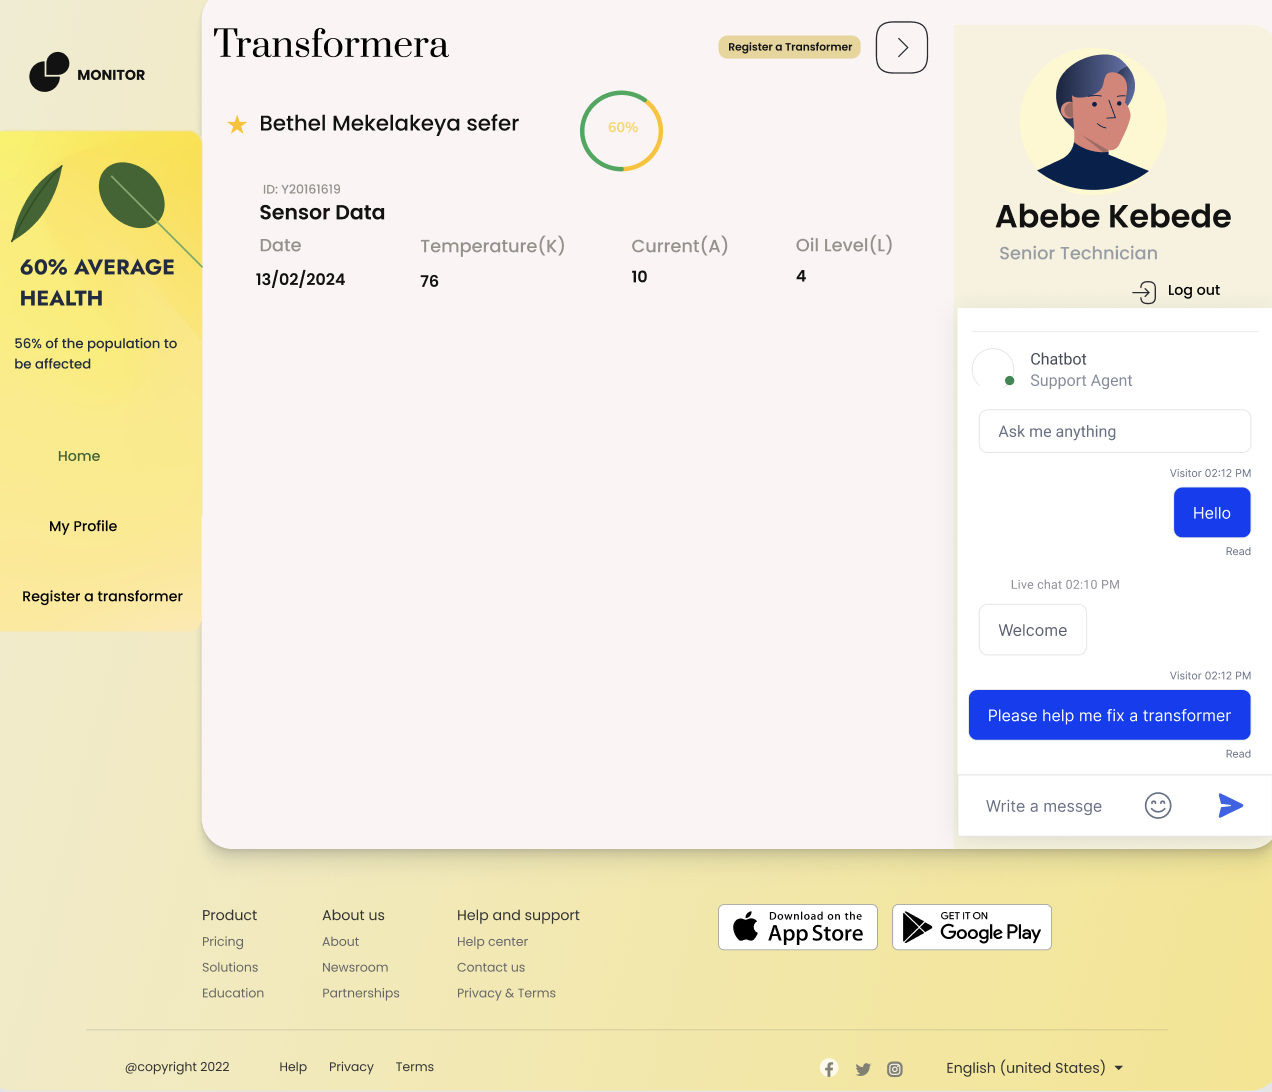 MONITOR
60% AVERAGE
HEALTH
56% of the population to
be affected
Home
My Profile
Register a transformer
Transformera
Register a Transformer
Bethel Mekelakeya sefer
60%
ID: Y20161619
Sensor Data
Date Temperature(K) Current(A) Oil Level(L)
13/02/2024 76 10 4
Abebe Kebede
Senior Technician
Log out
Chatbot
Support Agent
Ask me anything
Visitor 02:12 PM
Hello
Read
Live chat 02:10 PM
Welcome
Visitor 02:12 PM
Please help me fix a transformer
Read
Write a messge
Product About us Help and support
Pricing About Help center
Solutions Newsroom Contact us
Education Partnerships Privacy & Terms
Download on the
App Store
GET IT ON
Google Play
@copyright 2022 Help Privacy Terms
English (united States)